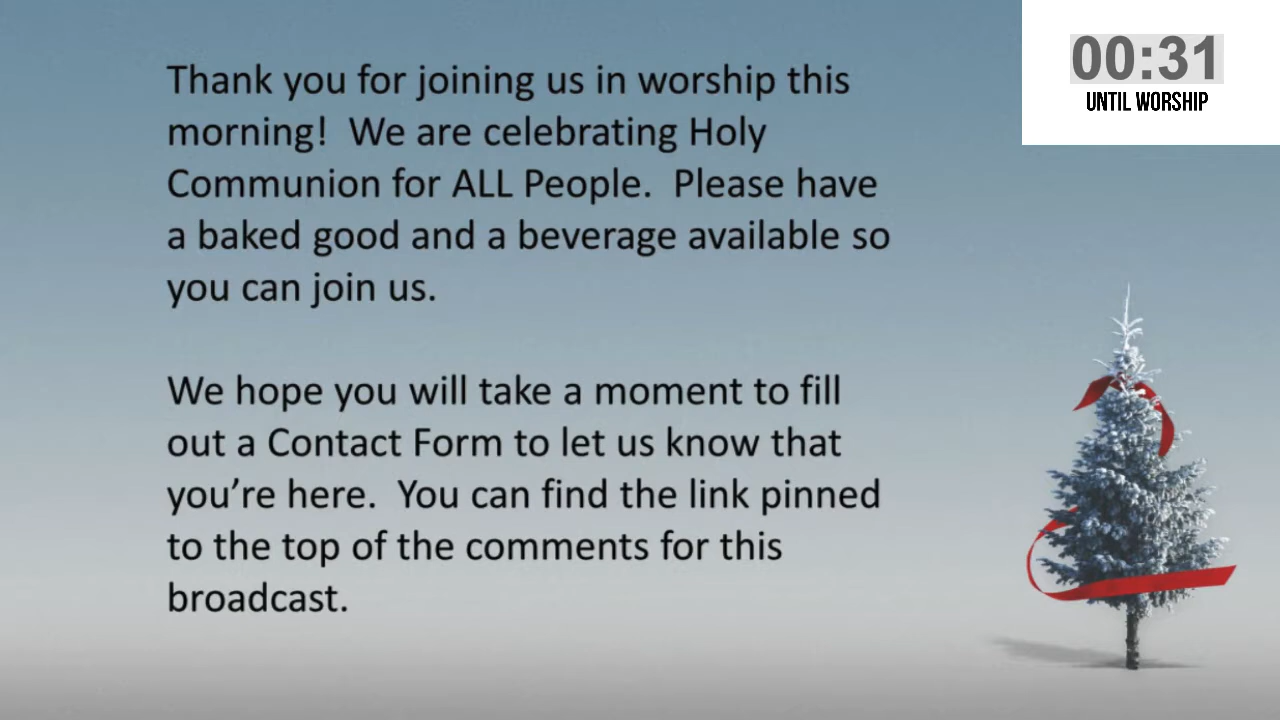 00:31
UNTIL WORSHIP
Thank you for joining us in worship this
morning!  We are celebrating Holy
Communion for ALL People.  Please have
a baked good and a beverage available so
you can join us.
We hope you will take a moment to fill
out a Contact Form to let us know that
you’re here.  You can find the link pinned
to the top of the comments for this
broadcast.